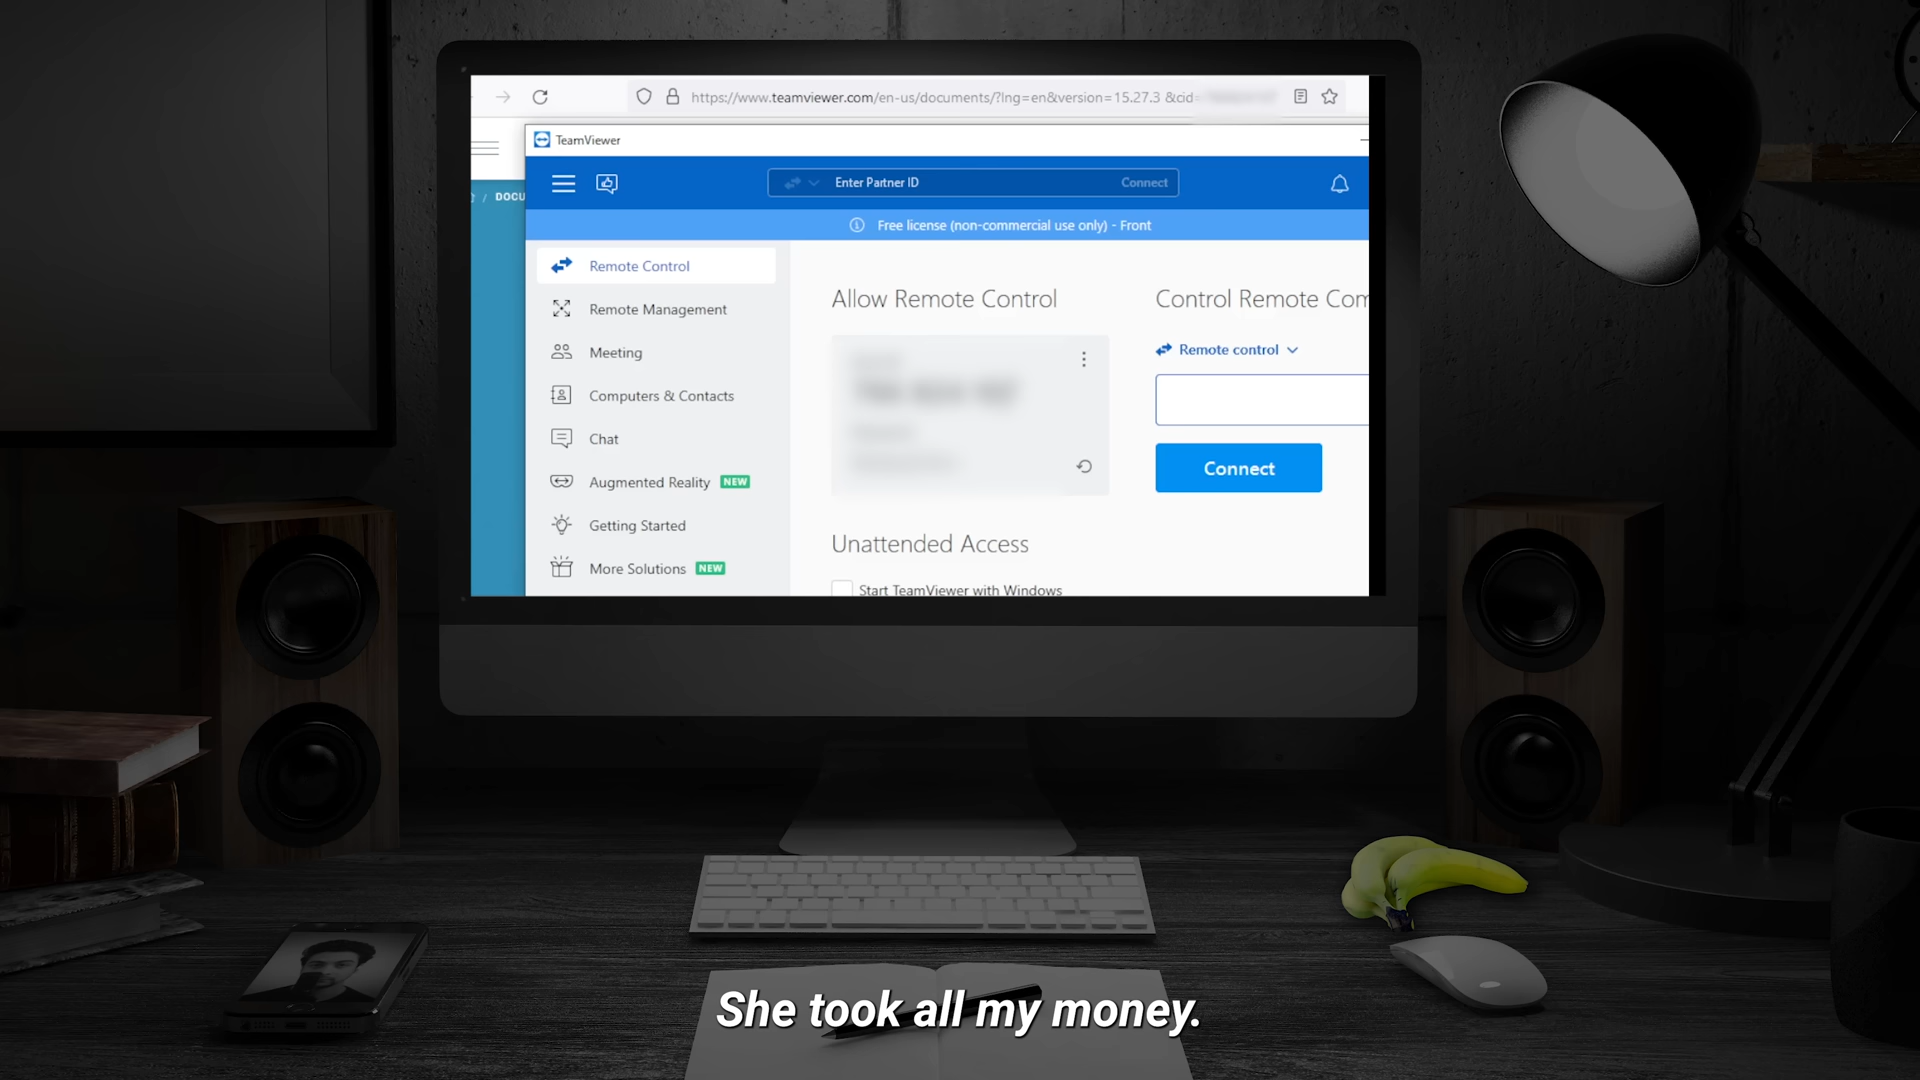 https://www.teamviewer.com/en-us/documents/?lng=en&version=15.27.3 &cid=
TeamViewer
Enter Partner ID
Connect
DOCU
Free license (non-commercial use only) - Front
Remote Control
Remote Management
Meeting
Computers & Contacts
Chat
Augmented Reality NEW
Getting Started
More Solutions NEW
Allow Remote Control
Control Remote Com
Remote control
Connect
Unattended Access
Start TeamViewer with Windows
She took all my money.